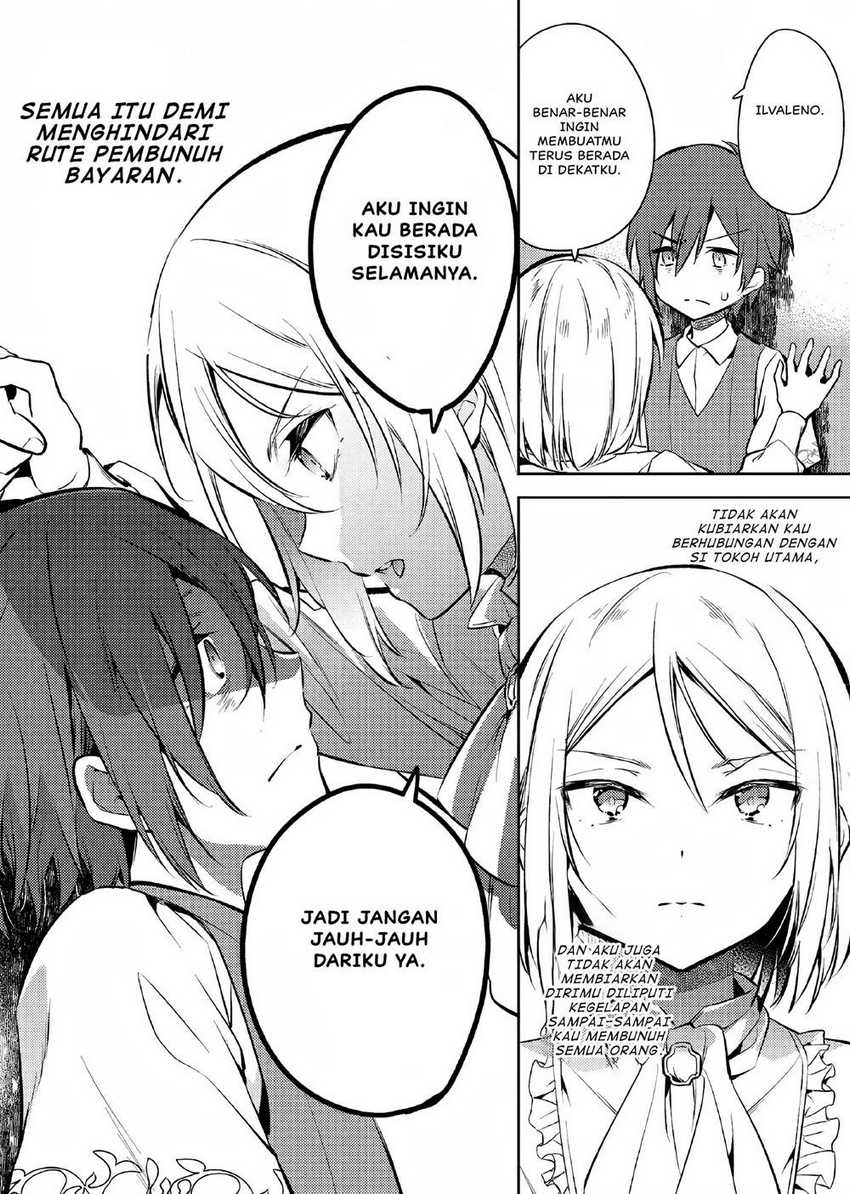 ILVALENO.
AKU
BENAR-BENAR
INGIN
MEMBUATMU
TERUS BERADA
DI DEKATKU.
TIDAK AKAN
KUBIARKAN KAU
BERHUBUNGAN DENGAN
SI TOKOH UTAMA,
DAN AKU JUGA
TIDAK AKAN
MEMBIARKAN
DIRIMU DILIPUTI
KEGELAPAN
SAMPAI-SAMPAI
KAU MEMBUNUH
SEMUA ORANG.
AKU INGIN
KAU BERADA
DISISIKU
SELAMANYA.
SEMUA ITU DEMI
MENGHINDARI
RUTE PEMBUNUH
BAYARAN.
JADI JANGAN
JAUH-JAUH
DARIKU YA.